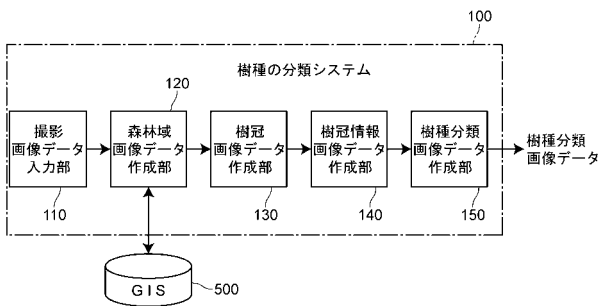 100
樹種の分類システム
120
撮影
画像データ
入力部
森林域
画像データ
作成部
樹冠
画像データ
作成部
樹冠情報
画像データ
作成部
樹種分類
画像データ
作成部
樹種分類
画像データ
110
130
140
150
GIS
500